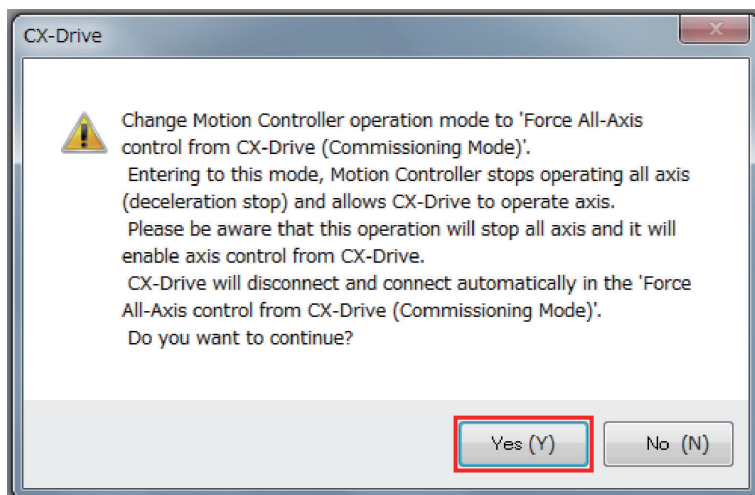 CX-Drive
Change Motion Controller operation mode to 'Force All-Axis
control from CX-Drive (Commissioning Mode)'.
Entering to this mode, Motion Controller stops operating all axis
(deceleration stop) and allows CX-Drive to operate axis.
Please be aware that this operation will stop all axis and it will
enable axis control from CX-Drive.
CX-Drive will disconnect and connect automatically in the 'Force
All-Axis control from CX-Drive (Commissioning Mode)'.
Do you want to continue?
Yes (Y)
No (N)